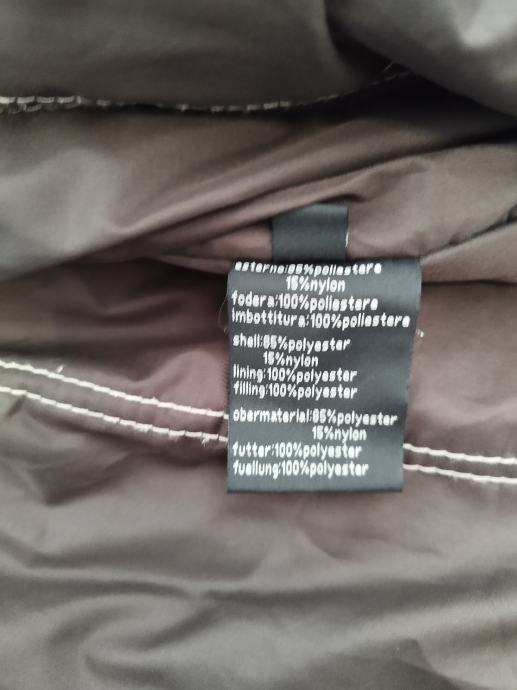 esterno:85%poliestere
15%nylon
fodera:100%poliestere
imbottitura:100%poliestere
shell:85%polyester
15%nylon
lining:100%polyester
filling:100%polyester
obermaterial:85%polyester
15%nylon
futter:100%polyester
fuellung:100%polyester